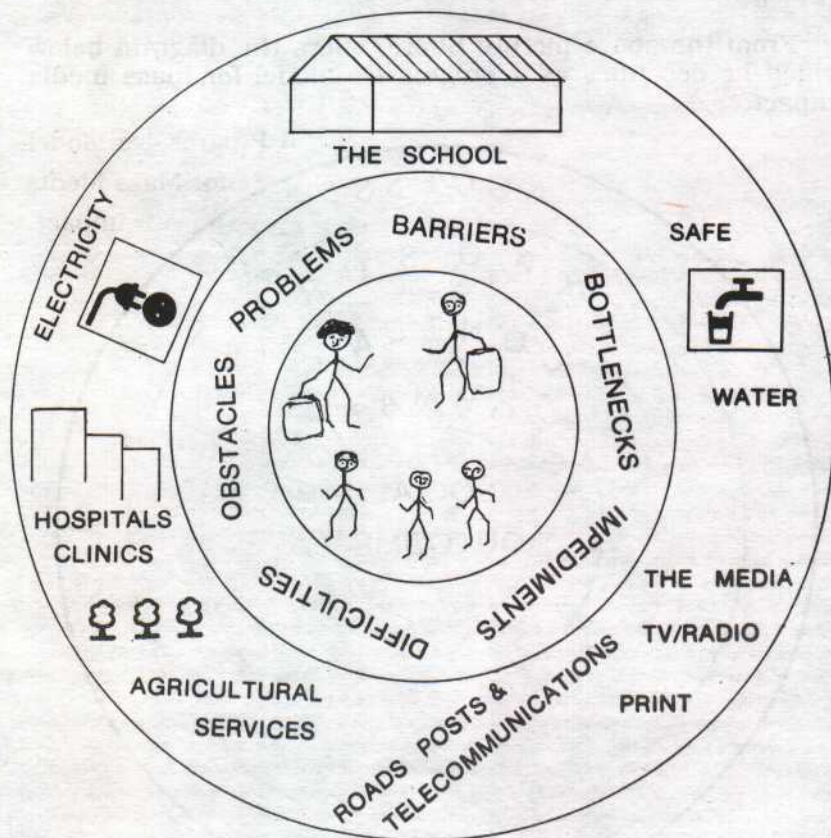 THE SCHOOL
ELECTRICITY
SAFE
WATER
HOSPITALS
CLINICS
AGRICULTURAL
SERVICES
ROADS POSTS &
TELECOMMUNICATIONS
THE MEDIA
TV/RADIO
PRINT
PROBLEMS
BARRIERS
BOTTLENECKS
IMPEDIMENTS
DIFFICULTIES
OBSTACLES